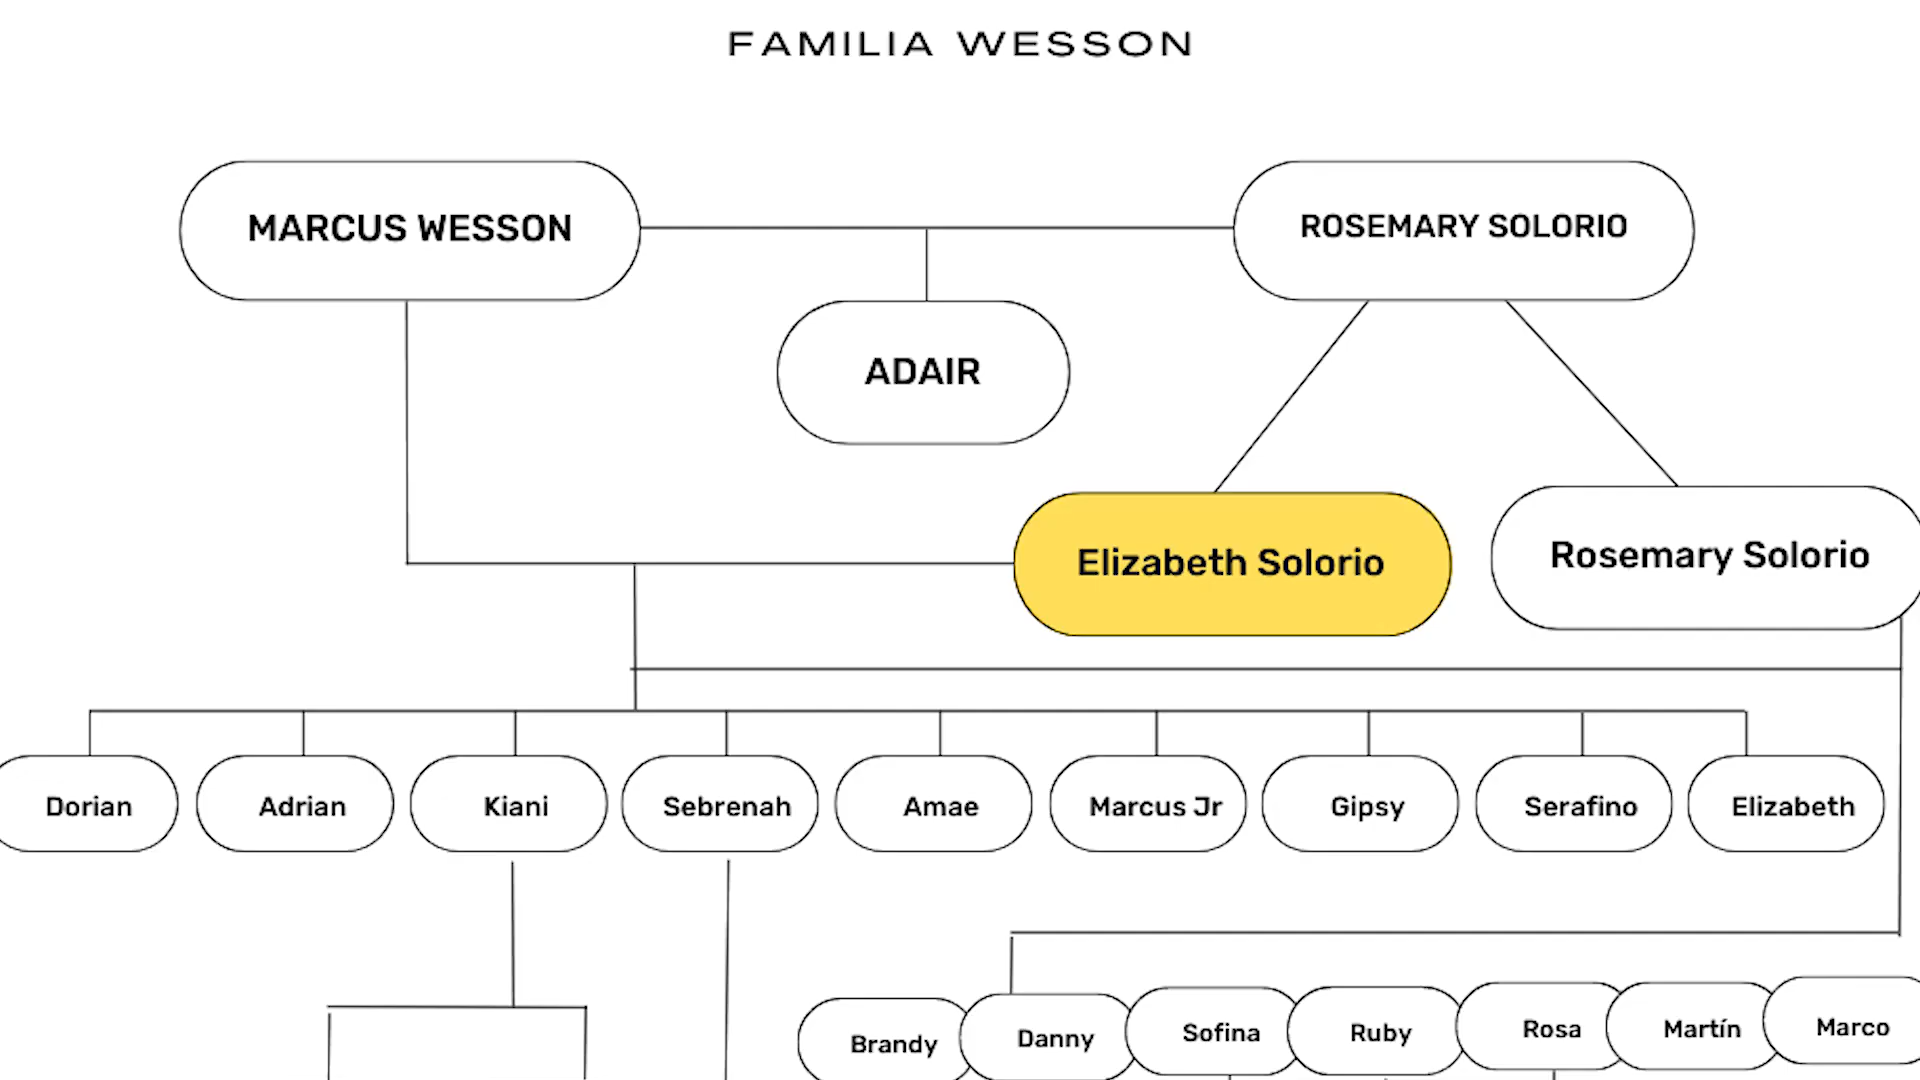 FAMILIA WESSON
MARCUS WESSON
ROSEMARY SOLORIO
ADAIR
Elizabeth Solorio
Rosemary Solorio
Dorian
Adrian
Kiani
Sebrenah
Amae
Marcus Jr
Gipsy
Serafino
Elizabeth
Brandy
Danny
Sofina
Ruby
Rosa
Martín
Marco